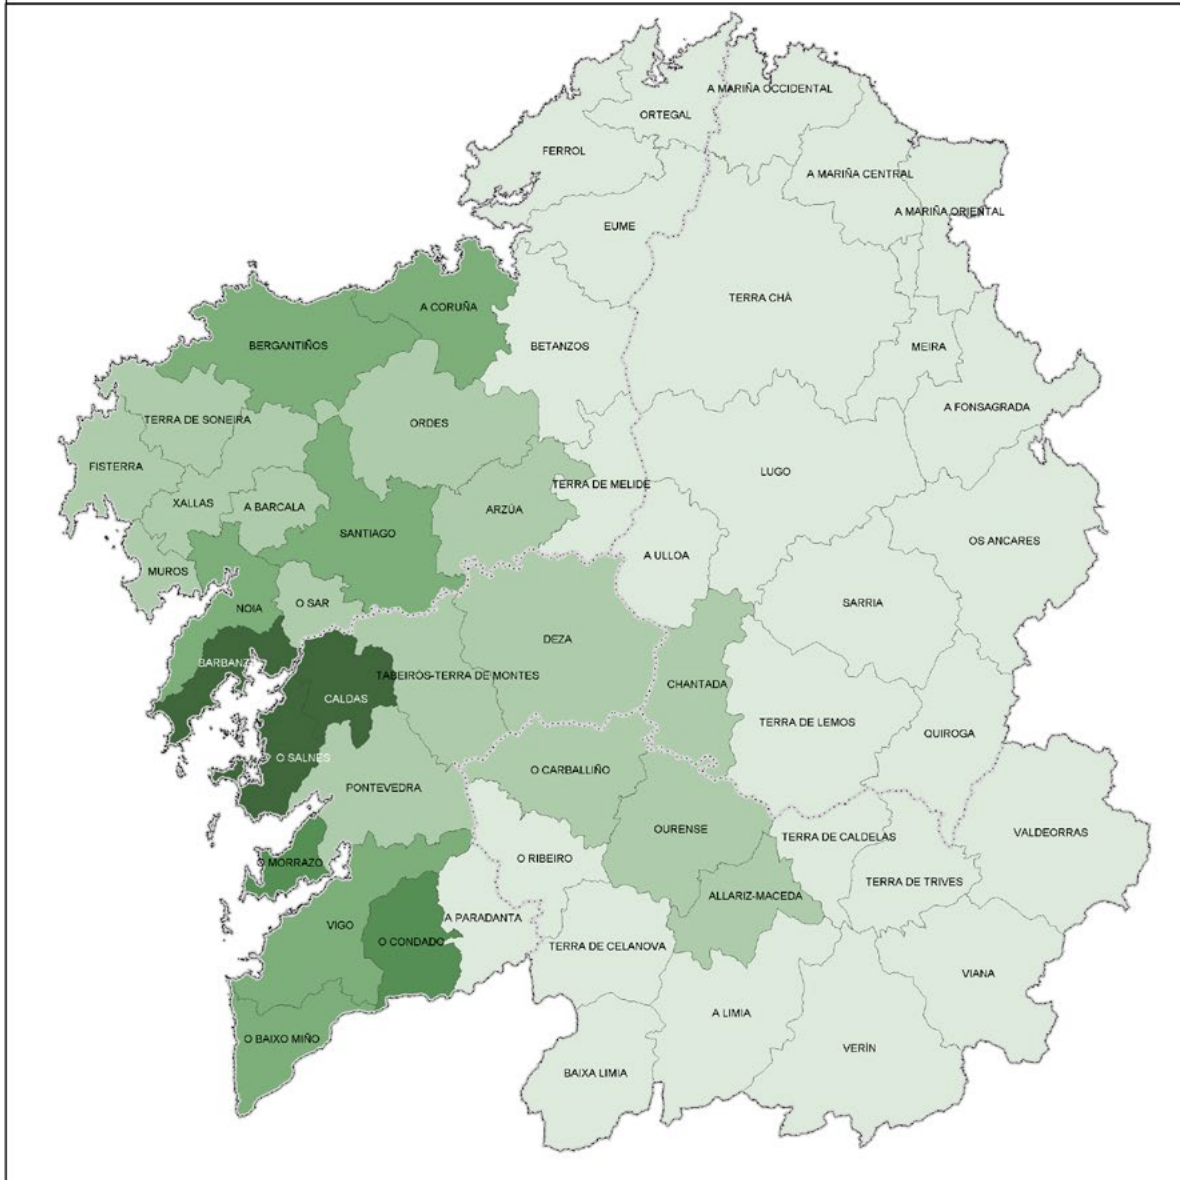 A MARIÑA OCCIDENTAL
ORTEGAL
FERROL
A MARIÑA CENTRAL
A MARIÑA ORIENTAL
EUME
TERRA CHÁ
A CORUÑA
BERGANTIÑOS
BETANZOS
MEIRA
A FONSAGRADA
TERRA DE SONEIRA
ORDES
FISTERRA
LUGO
TERRA DE MELIDE
XALLAS
A BARCALA
ARZÚA
SANTIAGO
OS ANCARES
A ULLOA
MUROS
O SAR
NOIA
SARRIA
DEZA
BARBANZA
TABEIRÓS-TERRA DE MONTES
CHANTADA
CALDAS
TERRA DE LEMOS
QUIROGA
O SALNÉS
O CARBALLIÑO
PONTEVEDRA
OURENSE
TERRA DE CALDELAS
VALDEORRAS
O RIBEIRO
O MORRAZO
TERRA DE TRIVES
ALLARIZ-MACEDA
A PARADANTA
VIGO
O CONDADO
TERRA DE CELANOVA
VIANA
A LIMIA
O BAIXO MIÑO
VERÍN
BAIXA LIMIA